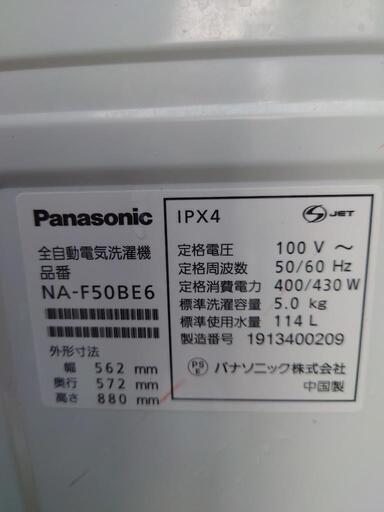 Panasonic
全自動電気洗濯機
品番
NA-F50BE6
外形寸法
幅 562 mm
奥行 572 mm
高さ 880 mm
IPX4
S JET
定格電圧 100 V ～
定格周波数 50/60 Hz
定格消費電力 400/430 W
標準洗濯容量 5.0 kg
標準使用水量 114 L
製造番号 1913400209
PS E パナソニック株式会社
中国製